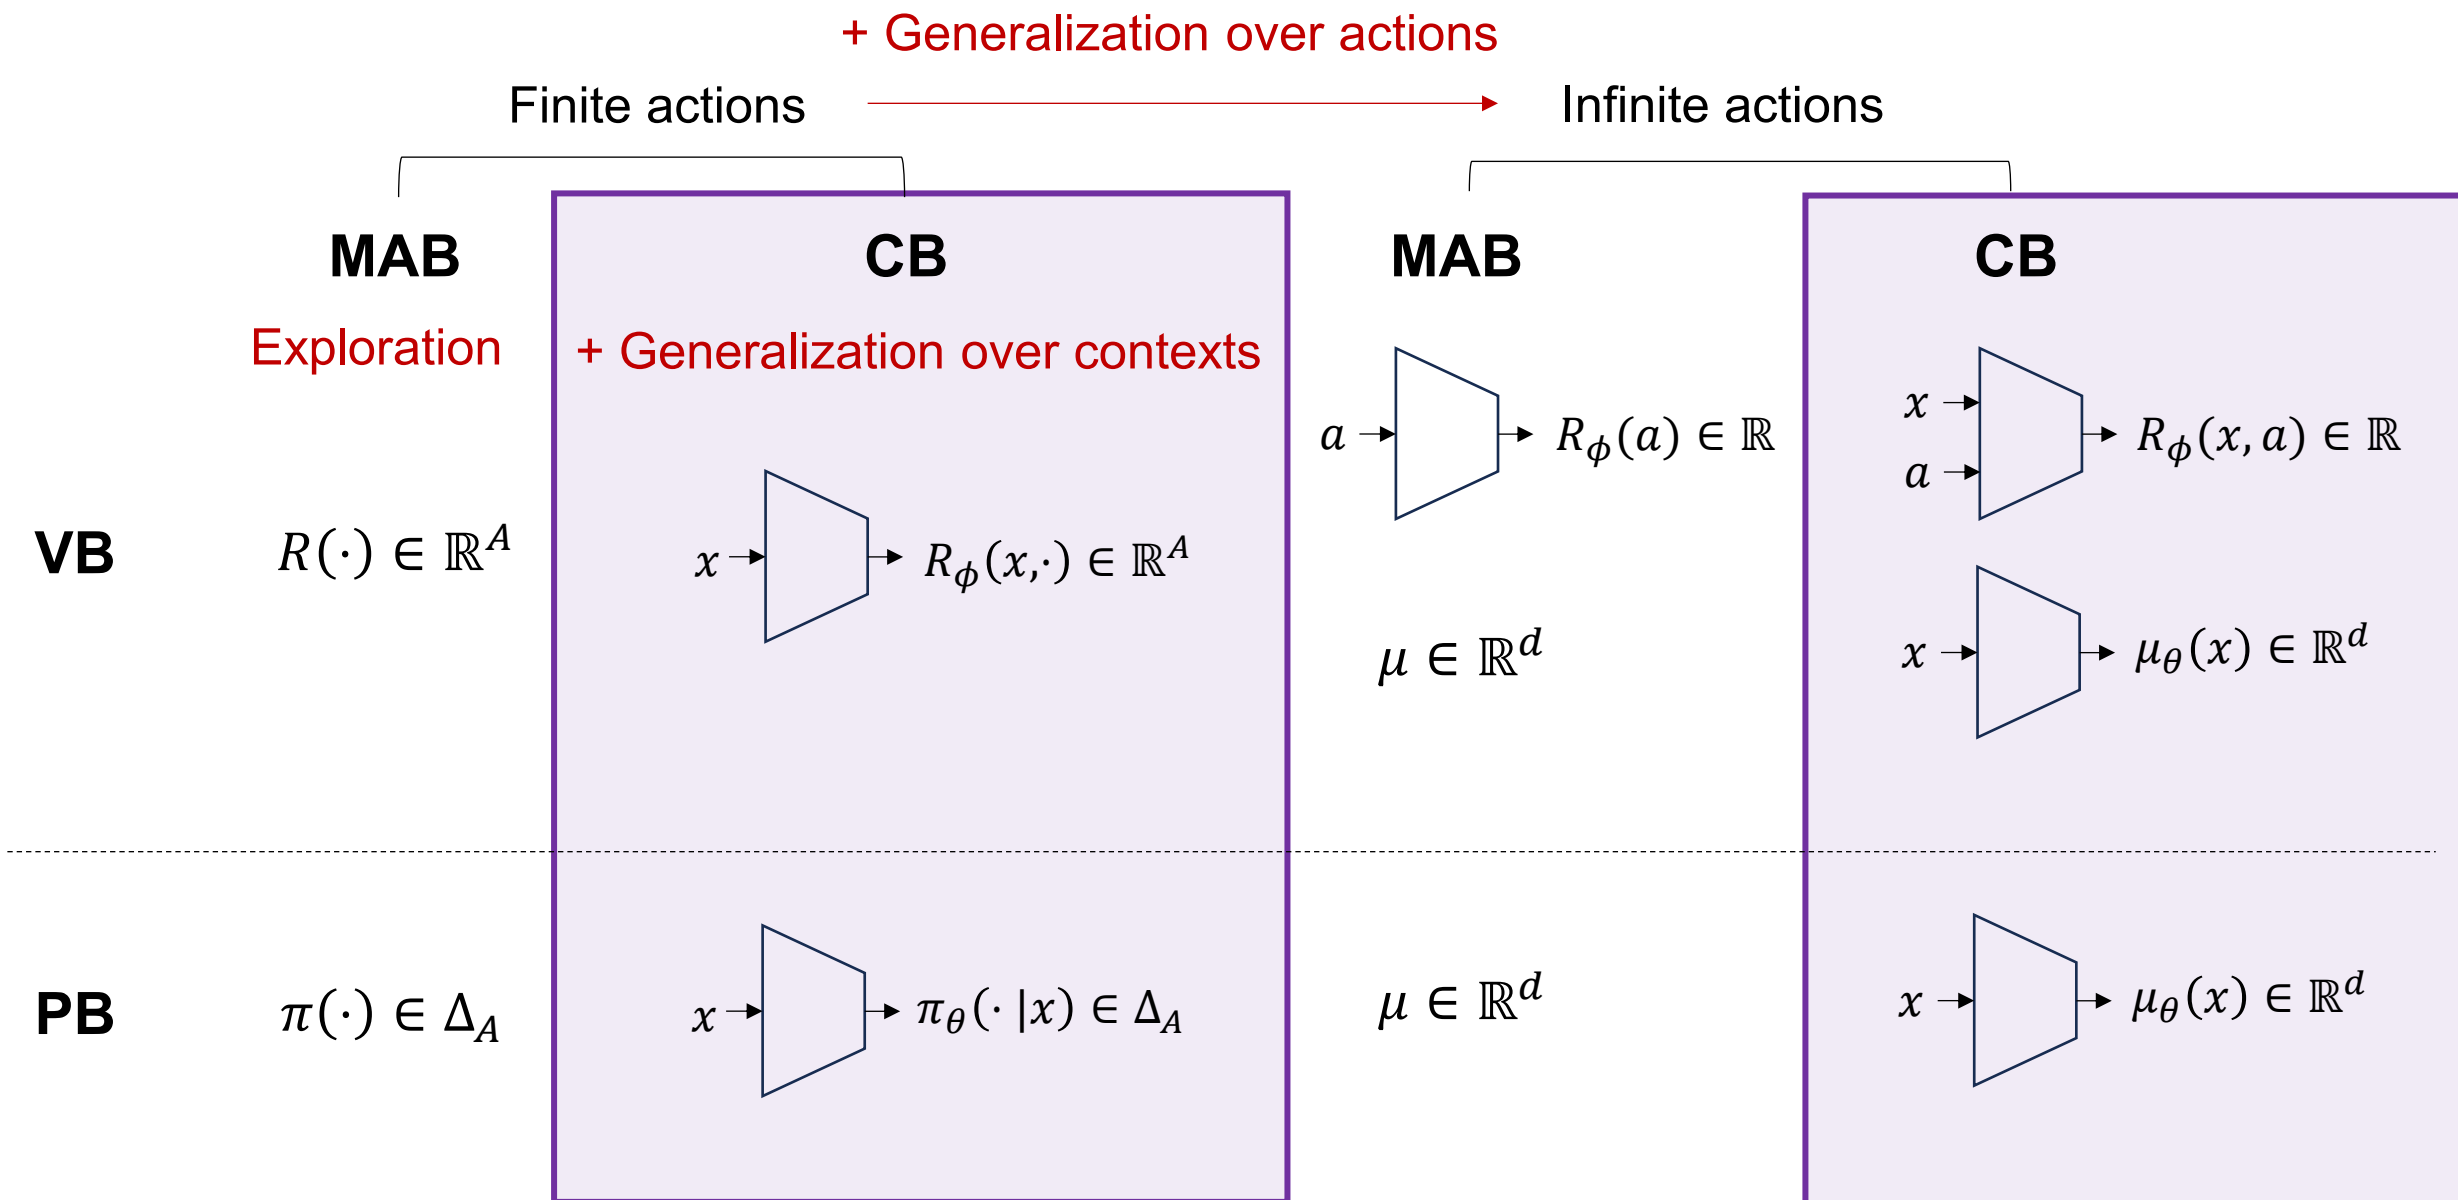 + Generalization over actions
Finite actions
Infinite actions
MAB
CB
MAB
CB
Exploration
+ Generalization over contexts
a
R_ϕ(a) ∈ ℝ
x
a
R_ϕ(x, a) ∈ ℝ
VB
R(·) ∈ ℝ^A
x
R_ϕ(x,·) ∈ ℝ^A
μ ∈ ℝ^d
x
μ_θ(x) ∈ ℝ^d
PB
π(·) ∈ Δ_A
x
π_θ(· |x) ∈ Δ_A
μ ∈ ℝ^d
x
μ_θ(x) ∈ ℝ^d